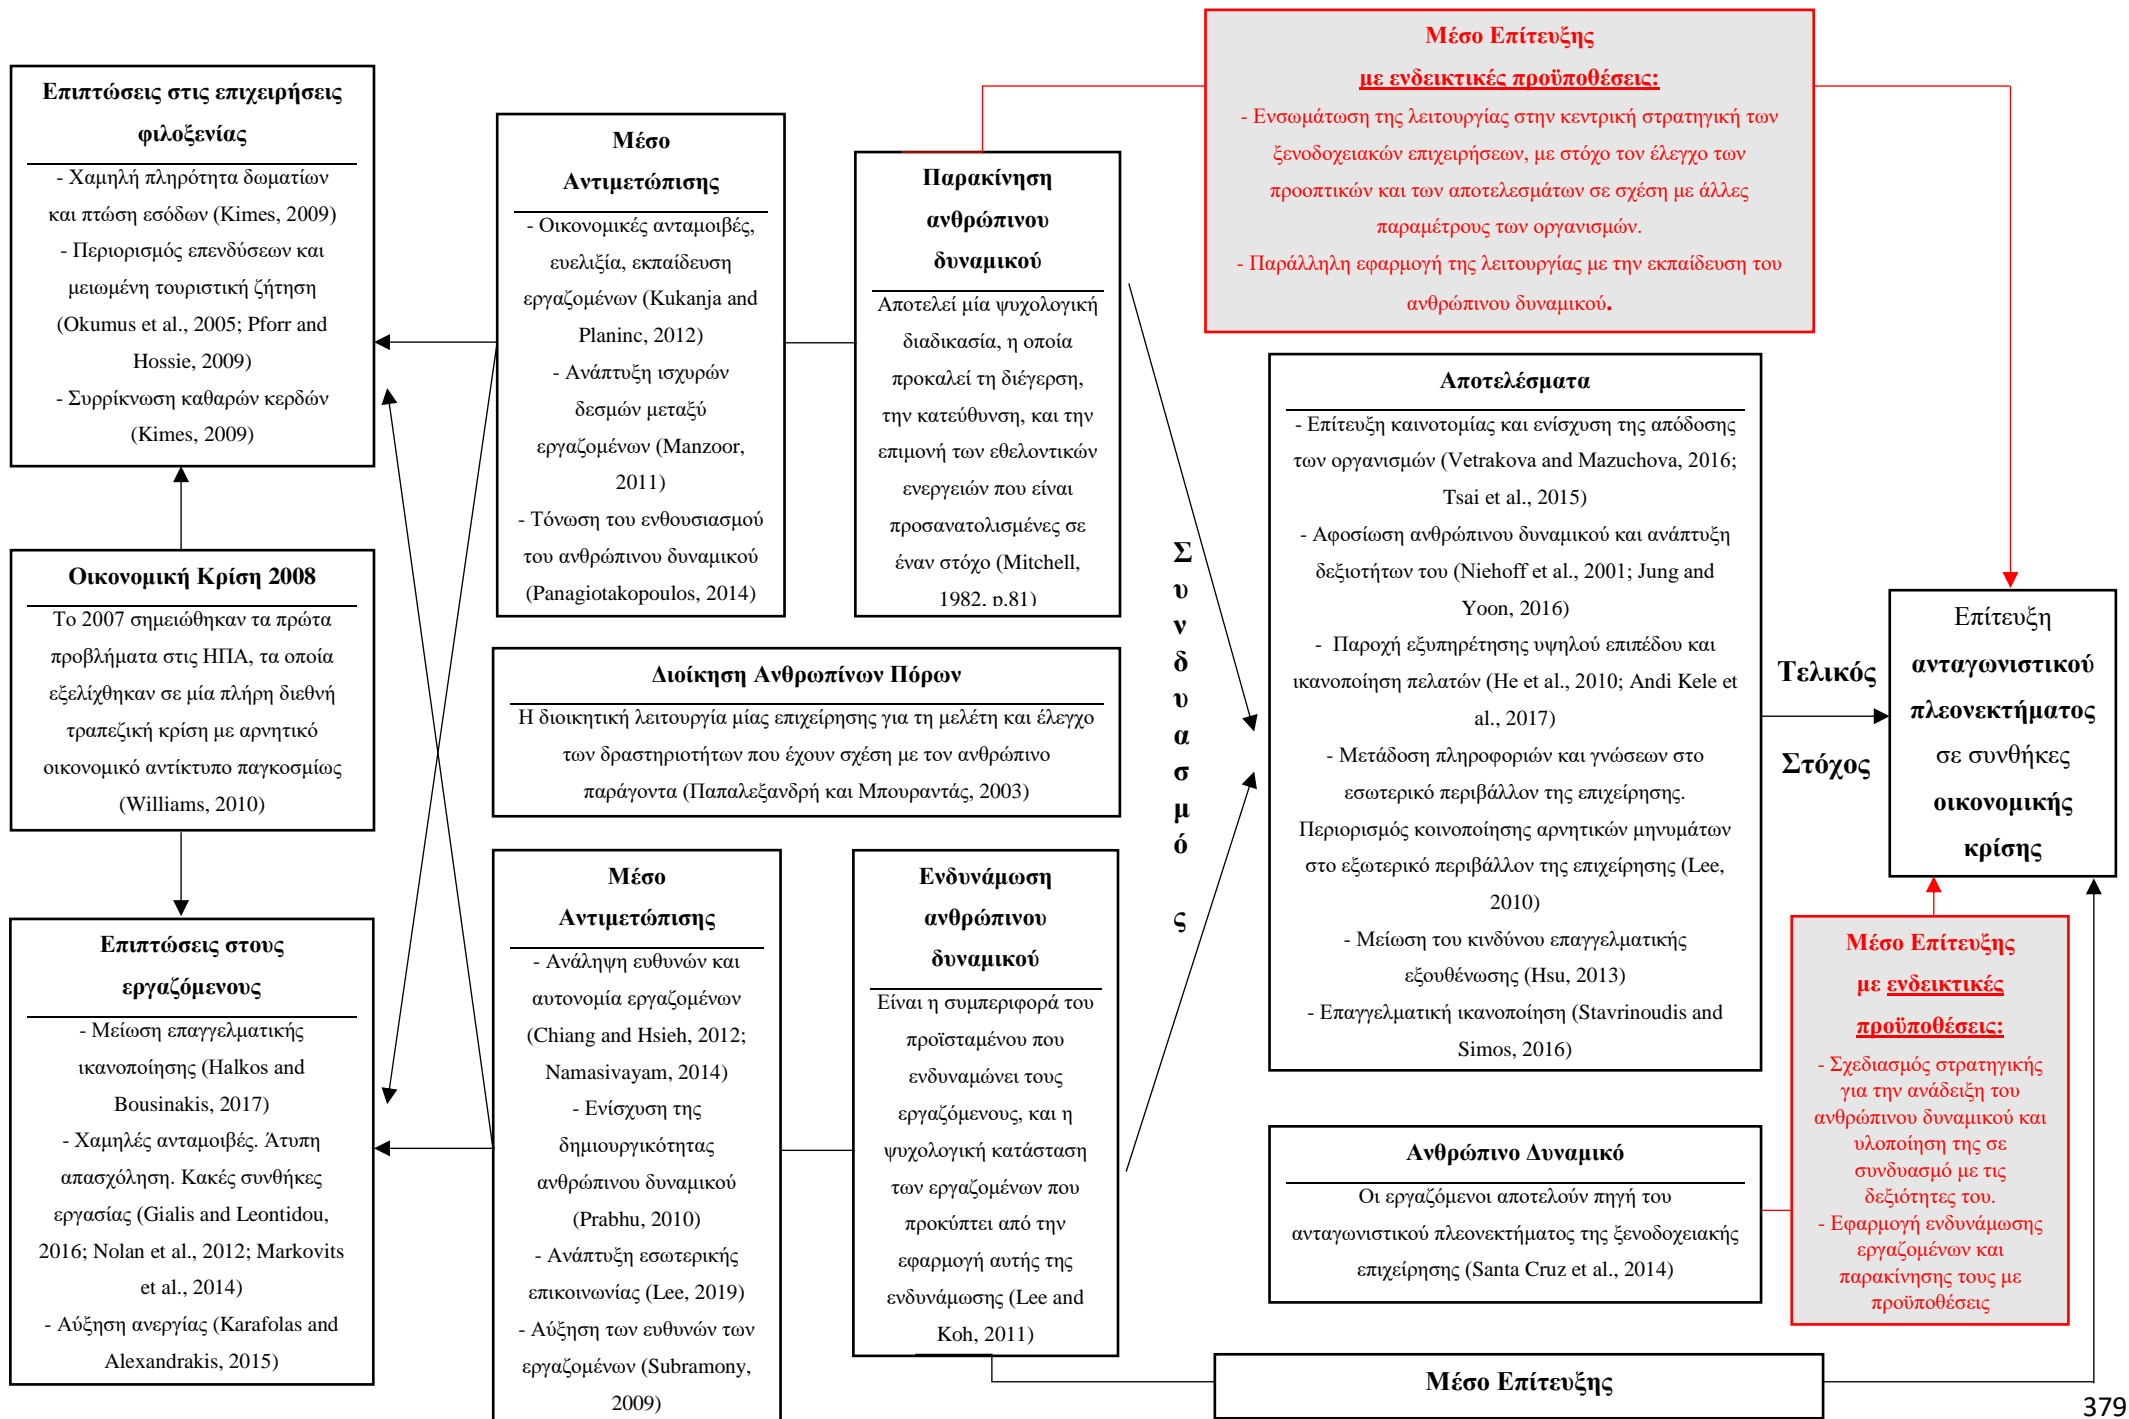 Επιπτώσεις στις επιχειρήσεις
φιλοξενίας
- Χαμηλή πληρότητα δωματίων
και πτώση εσόδων (Kimes, 2009)
- Περιορισμός επενδύσεων και
μειωμένη τουριστική ζήτηση
(Okumus et al., 2005; Pforr and
Hossie, 2009)
- Συρρίκνωση καθαρών κερδών
(Kimes, 2009)
Οικονομική Κρίση 2008
Το 2007 σημειώθηκαν τα πρώτα
προβλήματα στις ΗΠΑ, τα οποία
εξελίχθηκαν σε μία πλήρη διεθνή
τραπεζική κρίση με αρνητικό
οικονομικό αντίκτυπο παγκοσμίως
(Williams, 2010)
Επιπτώσεις στους
εργαζόμενους
- Μείωση επαγγελματικής
ικανοποίησης (Halkos and
Bousinakis, 2017)
- Χαμηλές ανταμοιβές. Άτυπη
απασχόληση. Κακές συνθήκες
εργασίας (Gialis and Leontidou,
2016; Nolan et al., 2012; Markovits
et al., 2014)
- Αύξηση ανεργίας (Karafolas and
Alexandrakis, 2015)
Μέσο
Αντιμετώπισης
- Οικονομικές ανταμοιβές,
ευελιξία, εκπαίδευση
εργαζομένων (Kukanja and
Planinc, 2012)
- Ανάπτυξη ισχυρών
δεσμών μεταξύ
εργαζομένων (Manzoor,
2011)
- Τόνωση του ενθουσιασμού
του ανθρώπινου δυναμικού
(Panagiotakopoulos, 2014)
Παρακίνηση
ανθρώπινου
δυναμικού
Αποτελεί μία ψυχολογική
διαδικασία, η οποία
προκαλεί τη διέγερση,
την κατεύθυνση, και την
επιμονή των εθελοντικών
ενεργειών που είναι
προσανατολισμένες σε
έναν στόχο (Mitchell,
1982, p.81)
Διοίκηση Ανθρωπίνων Πόρων
Η διοικητική λειτουργία μίας επιχείρησης για τη μελέτη και έλεγχο
των δραστηριοτήτων που έχουν σχέση με τον ανθρώπινο
παράγοντα (Παπαλεξανδρή και Μπουραντάς, 2003)
Μέσο
Αντιμετώπισης
- Ανάληψη ευθυνών και
αυτονομία εργαζομένων
(Chiang and Hsieh, 2012;
Namasivayam, 2014)
- Ενίσχυση της
δημιουργικότητας
ανθρώπινου δυναμικού
(Prabhu, 2010)
- Ανάπτυξη εσωτερικής
επικοινωνίας (Lee, 2019)
- Αύξηση των ευθυνών των
εργαζομένων (Subramony,
2009)
Ενδυνάμωση
ανθρώπινου
δυναμικού
Είναι η συμπεριφορά του
προϊσταμένου που
ενδυναμώνει τους
εργαζόμενους, και η
ψυχολογική κατάσταση
των εργαζομένων που
προκύπτει από την
εφαρμογή αυτής της
ενδυνάμωσης (Lee and
Koh, 2011)
Σ
υ
ν
δ
υ
α
σ
μ
ό
ς
Μέσο Επίτευξης
με ενδεικτικές προϋποθέσεις:
- Ενσωμάτωση της λειτουργίας στην κεντρική στρατηγική των
ξενοδοχειακών επιχειρήσεων, με στόχο τον έλεγχο των
προοπτικών και των αποτελεσμάτων σε σχέση με άλλες
παραμέτρους των οργανισμών.
- Παράλληλη εφαρμογή της λειτουργίας με την εκπαίδευση του
ανθρώπινου δυναμικού.
Αποτελέσματα
- Επίτευξη καινοτομίας και ενίσχυση της απόδοσης
των οργανισμών (Vetrakova and Mazuchova, 2016;
Tsai et al., 2015)
- Αφοσίωση ανθρώπινου δυναμικού και ανάπτυξη
δεξιοτήτων του (Niehoff et al., 2001; Jung and
Yoon, 2016)
- Παροχή εξυπηρέτησης υψηλού επιπέδου και
ικανοποίηση πελατών (He et al., 2010; Andi Kele et
al., 2017)
- Μετάδοση πληροφοριών και γνώσεων στο
εσωτερικό περιβάλλον της επιχείρησης.
Περιορισμός κοινοποίησης αρνητικών μηνυμάτων
στο εξωτερικό περιβάλλον της επιχείρησης (Lee,
2010)
- Μείωση του κινδύνου επαγγελματικής
εξουθένωσης (Hsu, 2013)
- Επαγγελματική ικανοποίηση (Stavrinoudis and
Simos, 2016)
Ανθρώπινο Δυναμικό
Οι εργαζόμενοι αποτελούν πηγή του
ανταγωνιστικού πλεονεκτήματος της ξενοδοχειακής
επιχείρησης (Santa Cruz et al., 2014)
Μέσο Επίτευξης
Τελικός
Στόχος
Επίτευξη
ανταγωνιστικού
πλεονεκτήματος
σε συνθήκες
οικονομικής
κρίσης
Μέσο Επίτευξης
με ενδεικτικές
προϋποθέσεις:
- Σχεδιασμός στρατηγικής
για την ανάδειξη του
ανθρώπινου δυναμικού και
υλοποίηση της σε
συνδυασμό με τις
δεξιότητες του.
- Εφαρμογή ενδυνάμωσης
εργαζομένων και
παρακίνησης τους με
προϋποθέσεις
379